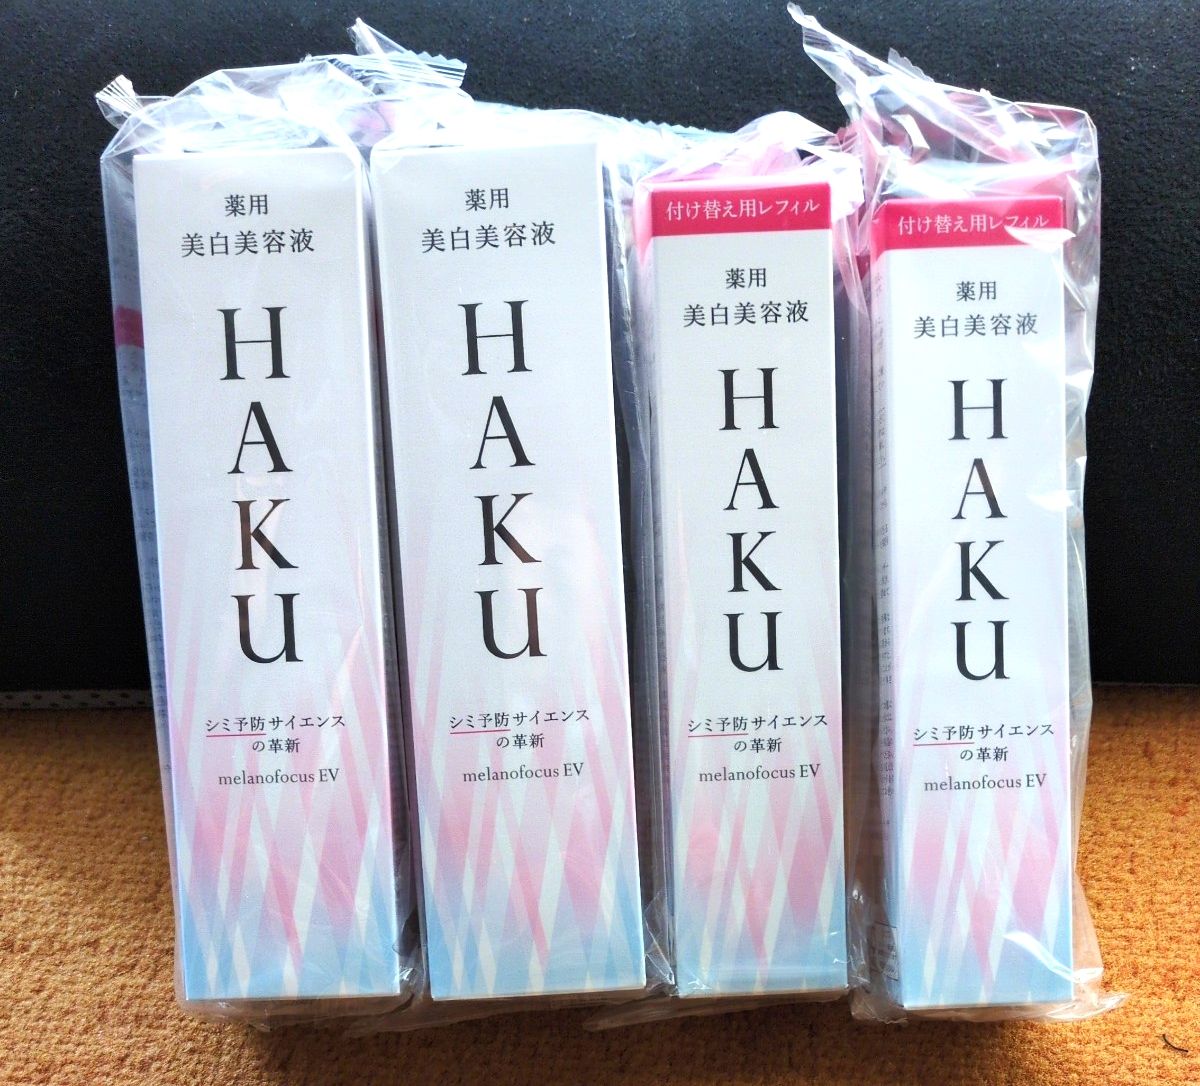 薬用
美白美容液
HAKU
シミ予防サイエンス
の革新
melanofocus EV
薬用
美白美容液
HAKU
シミ予防サイエンス
の革新
melanofocus EV
付け替え用レフィル
薬用
美白美容液
HAKU
シミ予防サイエンス
の革新
melanofocus EV
付け替え用レフィル
薬用
美白美容液
HAKU
シミ予防サイエンス
の革新
melanofocus EV